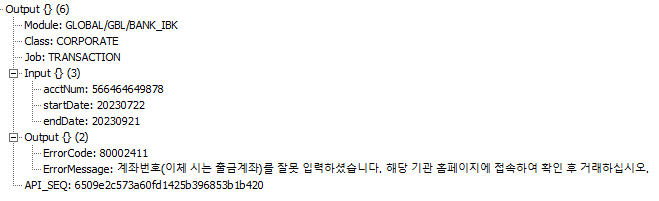 Output {} (6)
Module: GLOBAL/GBL/BANK_IBK
Class: CORPORATE
Job: TRANSACTION
Input {} (3)
acctNum: 566464649878
startDate: 20230722
endDate: 20230921
Output {} (2)
ErrorCode: 80002411
ErrorMessage: 계좌번호(이체 시는 출금계좌)를 잘못 입력하셨습니다. 해당 기관 홈페이지에 접속하여 확인 후 거래하십시오.
API_SEQ: 6509e2c573a60fd1425b396853b1b420